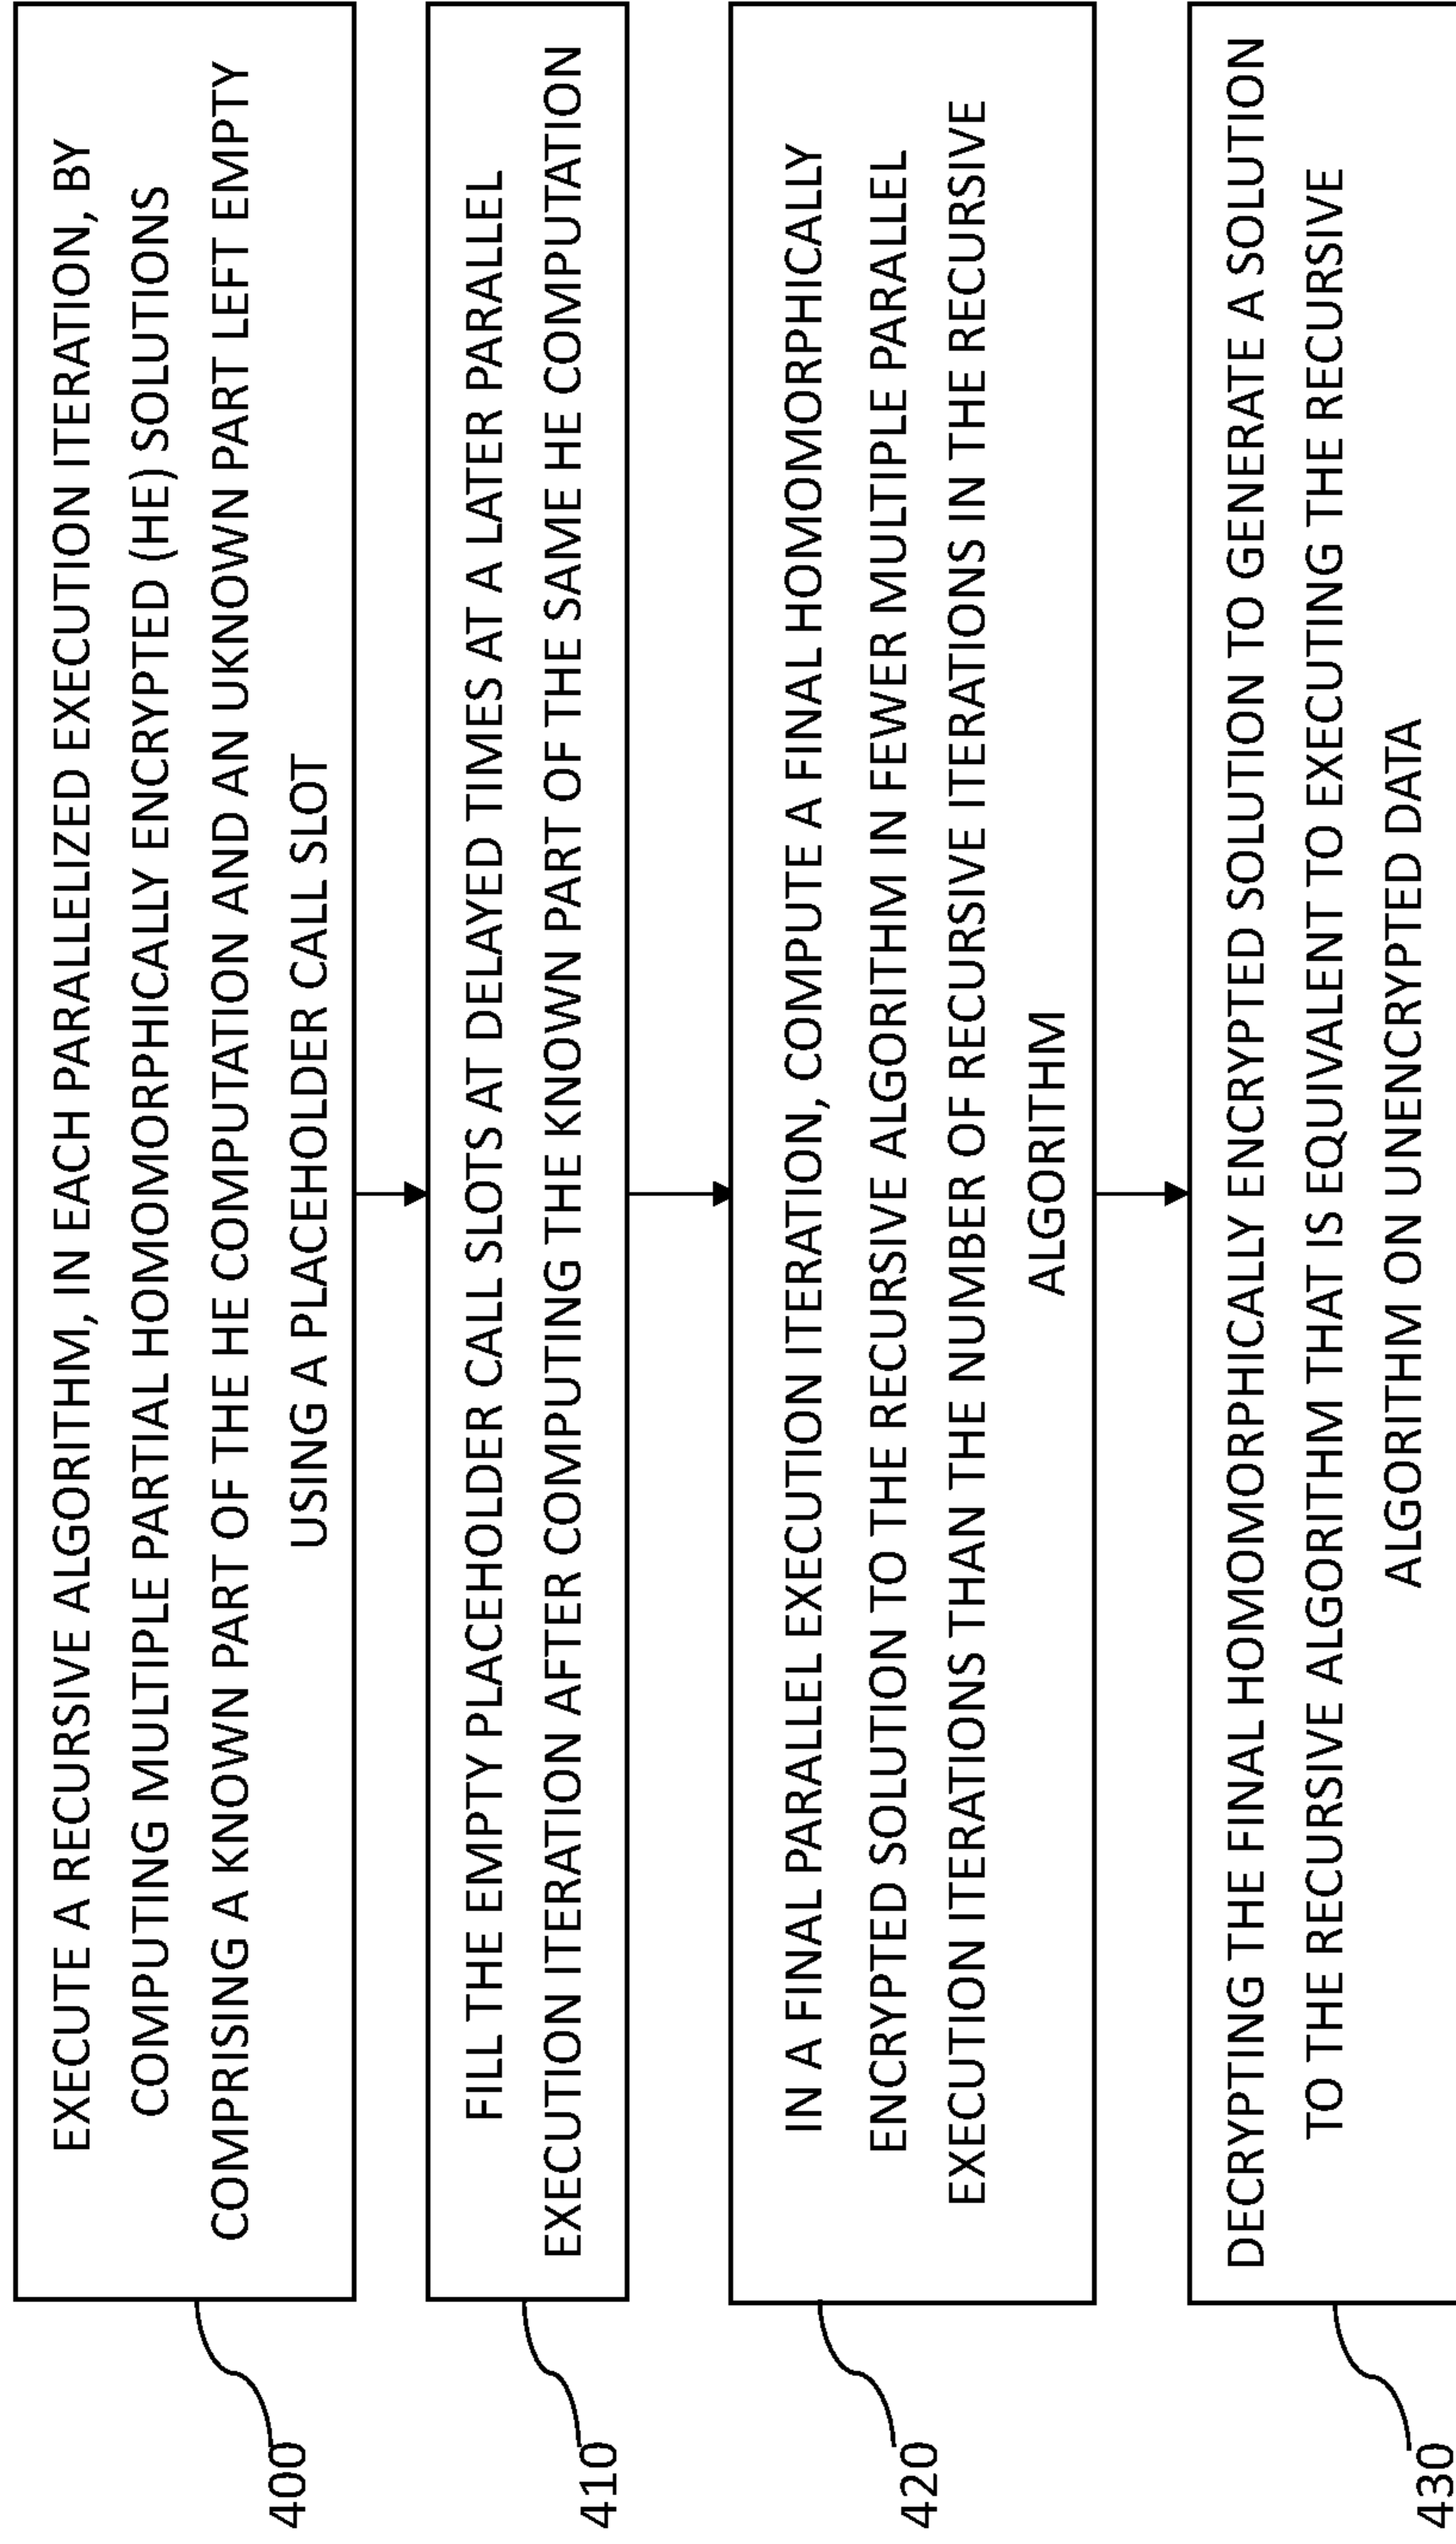 400
EXECUTE A RECURSIVE ALGORITHM, IN EACH PARALLELIZED EXECUTION ITERATION, BY
COMPUTING MULTIPLE PARTIAL HOMOMORPHICALLY ENCRYPTED (HE) SOLUTIONS
COMPRISING A KNOWN PART OF THE HE COMPUTATION AND AN UKNOWN PART LEFT EMPTY
USING A PLACEHOLDER CALL SLOT
410
FILL THE EMPTY PLACEHOLDER CALL SLOTS AT DELAYED TIMES AT A LATER PARALLEL
EXECUTION ITERATION AFTER COMPUTING THE KNOWN PART OF THE SAME HE COMPUTATION
420
IN A FINAL PARALLEL EXECUTION ITERATION, COMPUTE A FINAL HOMOMORPHICALLY
ENCRYPTED SOLUTION TO THE RECURSIVE ALGORITHM IN FEWER MULTIPLE PARALLEL
EXECUTION ITERATIONS THAN THE NUMBER OF RECURSIVE ITERATIONS IN THE RECURSIVE
ALGORITHM
430
DECRYPTING THE FINAL HOMOMORPHICALLY ENCRYPTED SOLUTION TO GENERATE A SOLUTION
TO THE RECURSIVE ALGORITHM THAT IS EQUIVALENT TO EXECUTING THE RECURSIVE
ALGORITHM ON UNENCRYPTED DATA